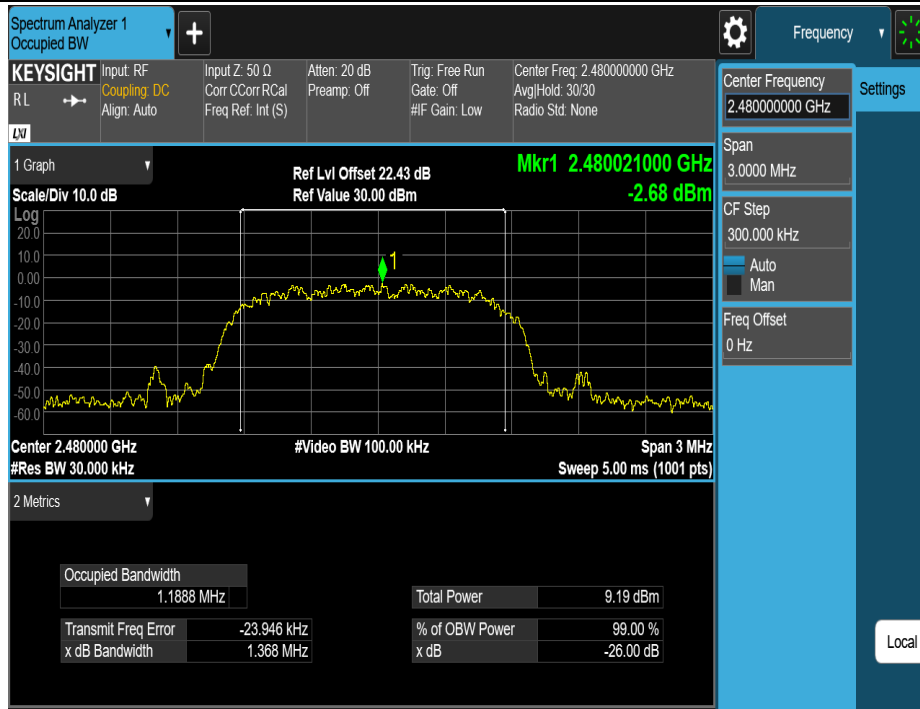 Spectrum Analyzer 1
Occupied BW
+
Frequency
KEYSIGHT
R L
LXI
Input: RF
Coupling: DC
Align: Auto
Input Z: 50 Ω
Corr CCorr RCal
Freq Ref: Int (S)
Atten: 20 dB
Preamp: Off
Trig: Free Run
Gate: Off
#IF Gain: Low
Center Freq: 2.480000000 GHz
Avg|Hold: 30/30
Radio Std: None
Center Frequency
2.480000000 GHz
Settings
Span
3.0000 MHz
CF Step
300.000 kHz
Auto
Man
Freq Offset
0 Hz
Local
1 Graph
Scale/Div 10.0 dB
Ref Lvl Offset 22.43 dB
Ref Value 30.00 dBm
Mkr1 2.480021000 GHz
-2.68 dBm
Log
20.0
10.0
0.00
-10.0
-20.0
-30.0
-40.0
-50.0
-60.0
1
Center 2.480000 GHz
#Video BW 100.00 kHz
Span 3 MHz
#Res BW 30.000 kHz
Sweep 5.00 ms (1001 pts)
2 Metrics
Occupied Bandwidth
1.1888 MHz
Total Power 9.19 dBm
Transmit Freq Error -23.946 kHz
% of OBW Power 99.00 %
x dB Bandwidth 1.368 MHz
x dB -26.00 dB